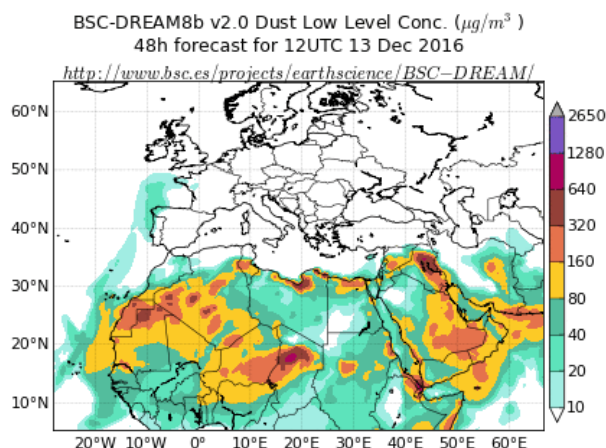 BSC-DREAM8b v2.0 Dust Low Level Conc. (μg/m³ )
48h forecast for 12UTC 13 Dec 2016
http://www.bsc.es/projects/earthscience/BSC−DREAM/
60°N
50°N
40°N
30°N
20°N
10°N
20°W 10°W 0° 10°E 20°E 30°E 40°E 50°E 60°E
2650
1280
640
320
160
80
40
20
10